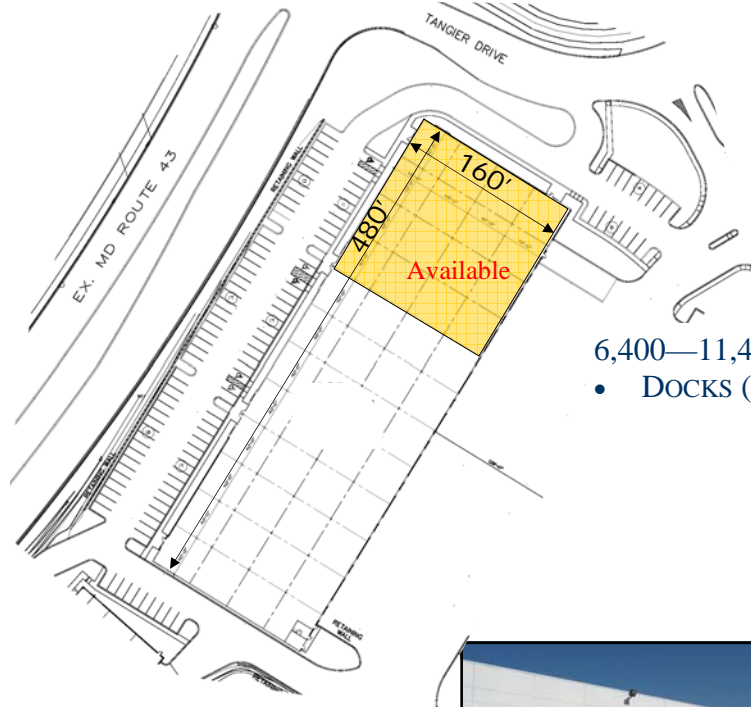 TANGIER DRIVE
EX. MD ROUTE 43
RETAINING WALL
160'
480'
Available
6,400—11,4
• DOCKS (
RETAINING WALL
RETAINING
WALL
RETAINING